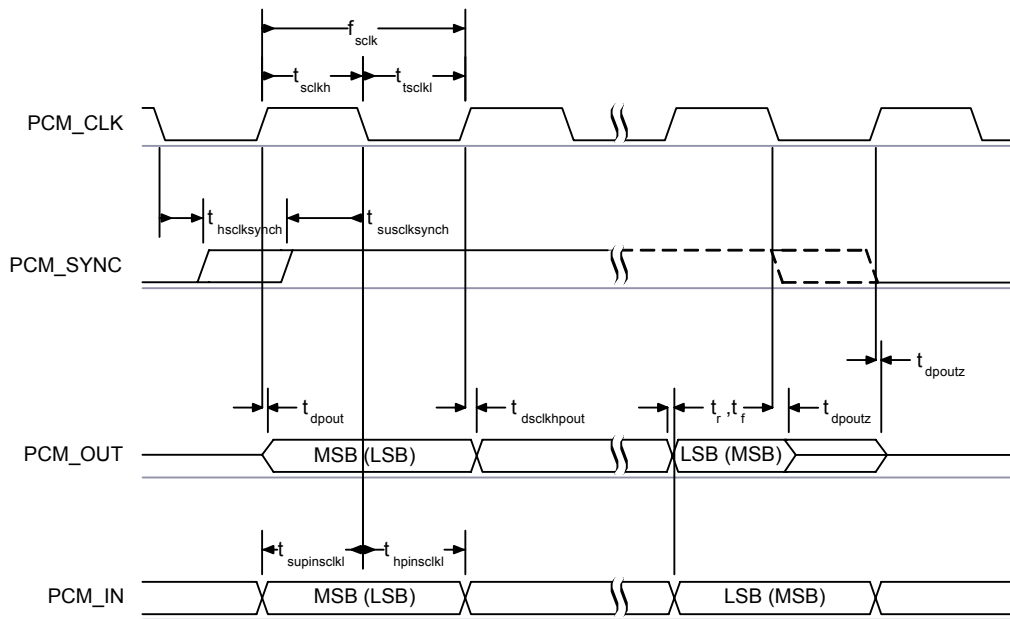 f sclk
t sclkh
t tsclkl
PCM_CLK
t hsclksynch
t susclksynch
PCM_SYNC
t dpoutz
t dpout
t dsclkhpout
t r ,t f
t dpoutz
PCM_OUT
MSB (LSB)
LSB (MSB)
t supinsclkl
t hpinsclkl
PCM_IN
MSB (LSB)
LSB (MSB)